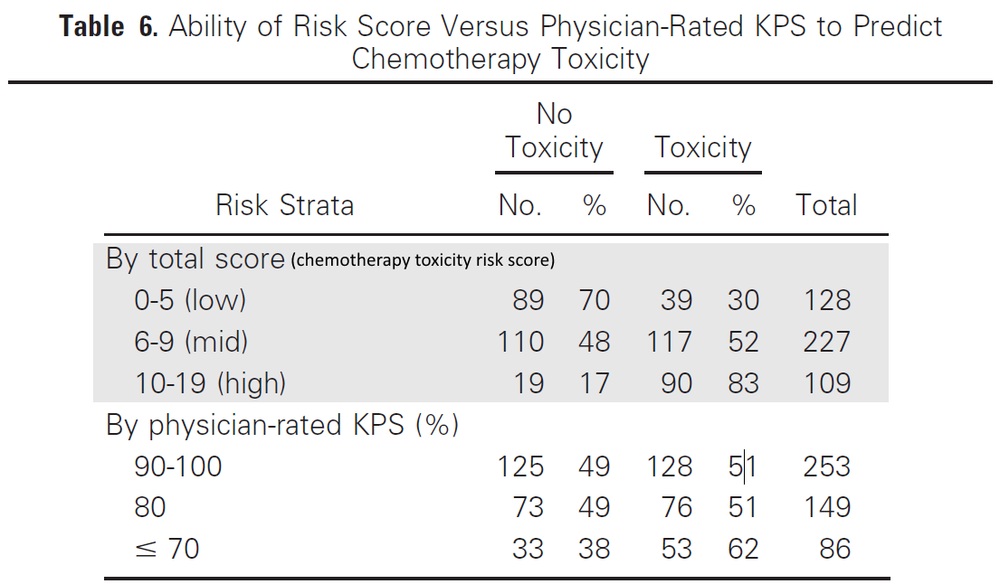 Table 6. Ability of Risk Score Versus Physician-Rated KPS to Predict
Chemotherapy Toxicity
No
Toxicity Toxicity
Risk Strata No. % No. % Total
By total score (chemotherapy toxicity risk score)
0-5 (low) 89 70 39 30 128
6-9 (mid) 110 48 117 52 227
10-19 (high) 19 17 90 83 109
By physician-rated KPS (%)
90-100 125 49 128 51 253
80 73 49 76 51 149
≤ 70 33 38 53 62 86